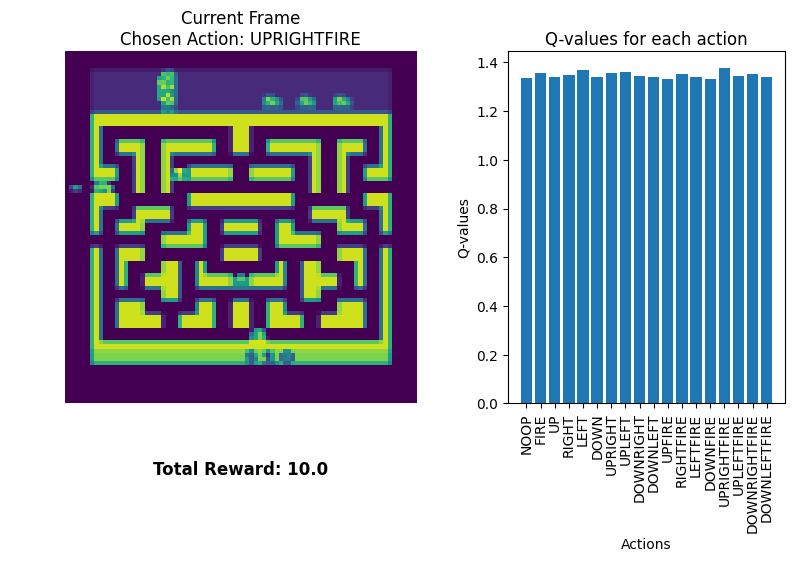 Current Frame
Chosen Action: UPRIGHTFIRE
Total Reward: 10.0
Q-values for each action
Q-values
1.4
1.2
1.0
0.8
0.6
0.4
0.2
0.0
NOOP
FIRE
UP
RIGHT
LEFT
DOWN
UPRIGHT
UPLEFT
DOWNRIGHT
DOWNLEFT
UPFIRE
RIGHTFIRE
LEFTFIRE
DOWNFIRE
UPRIGHTFIRE
UPLEFTFIRE
DOWNRIGHTFIRE
DOWNLEFTFIRE
Actions